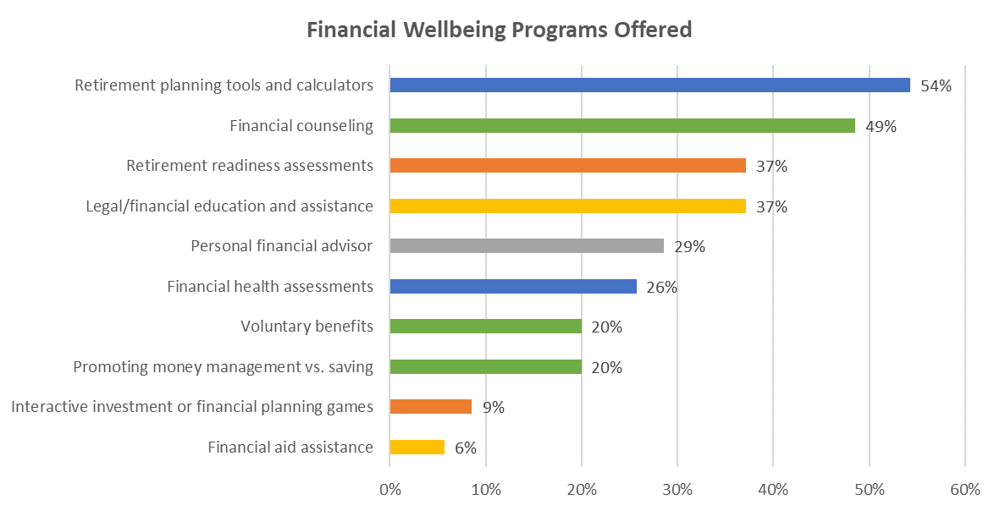 Financial Wellbeing Programs Offered
Retirement planning tools and calculators 54%
Financial counseling 49%
Retirement readiness assessments 37%
Legal/financial education and assistance 37%
Personal financial advisor 29%
Financial health assessments 26%
Voluntary benefits 20%
Promoting money management vs. saving 20%
Interactive investment or financial planning games 9%
Financial aid assistance 6%
0% 10% 20% 30% 40% 50% 60%